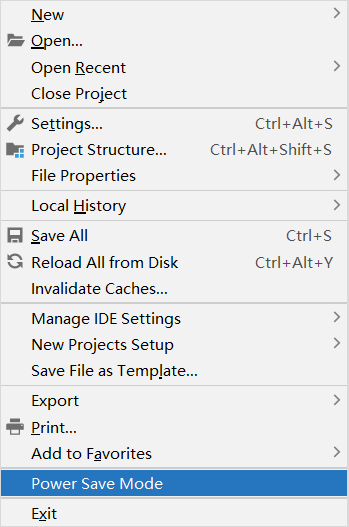 New
Open...
Open Recent
Close Project
Settings... Ctrl+Alt+S
Project Structure... Ctrl+Alt+Shift+S
File Properties
Local History
Save All Ctrl+S
Reload All from Disk Ctrl+Alt+Y
Invalidate Caches...
Manage IDE Settings
New Projects Setup
Save File as Template...
Export
Print...
Add to Favorites
Power Save Mode
Exit